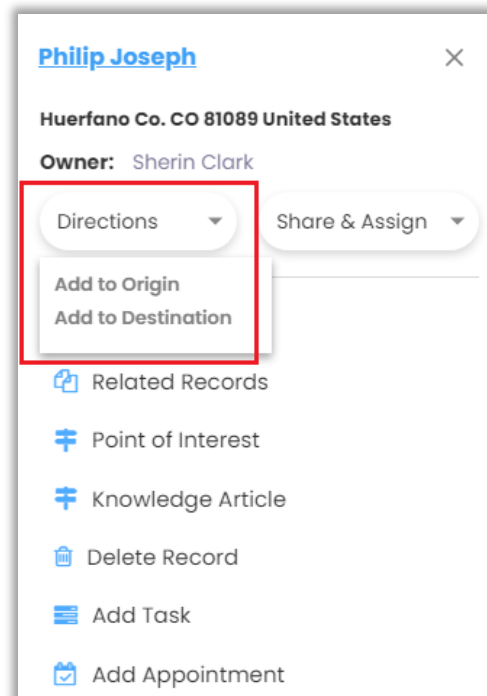 Philip Joseph
Huerfano Co. CO 81089 United States
Owner: Sherin Clark
Directions Share & Assign
Add to Origin
Add to Destination
Related Records
Point of Interest
Knowledge Article
Delete Record
Add Task
Add Appointment